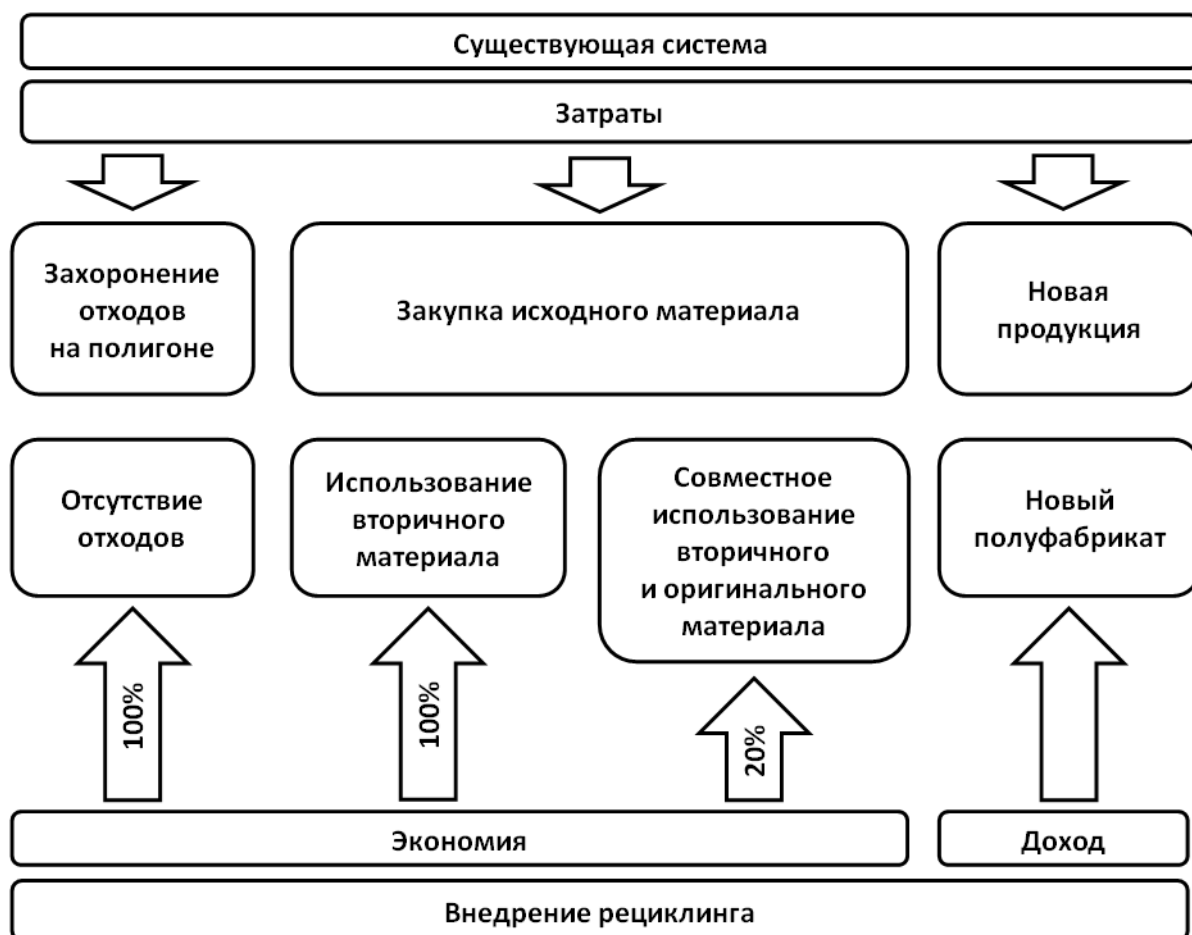 Существующая система
Затраты
Захоронение
отходов
на полигоне
Закупка исходного материала
Новая
продукция
Отсутствие
отходов
Использование
вторичного
материала
Совместное
использование
вторичного
и оригинального
материала
Новый
полуфабрикат
100%
100%
20%
Экономия
Доход
Внедрение рециклинга